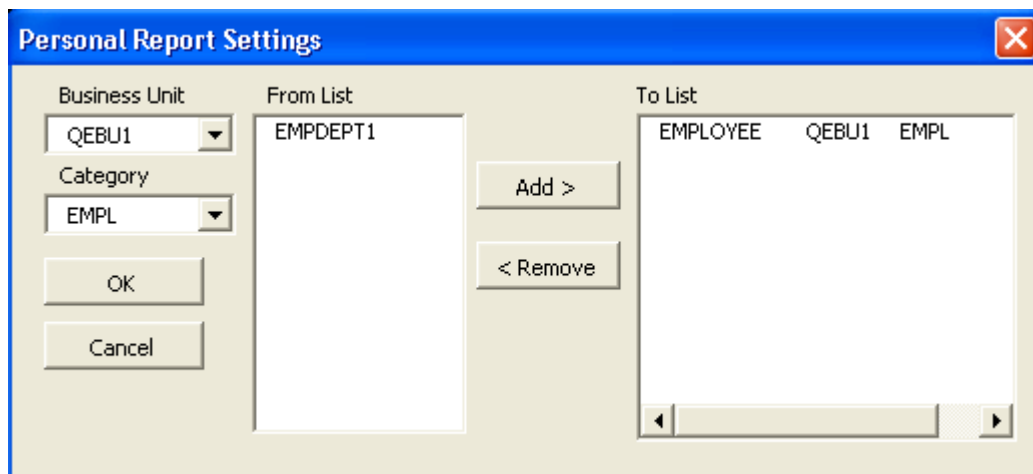 Personal Report Settings
Business Unit
QEBU1
Category
EMPL
OK
Cancel
From List
EMPDEPT1
Add >
< Remove
To List
EMPLOYEE QEBU1 EMPL